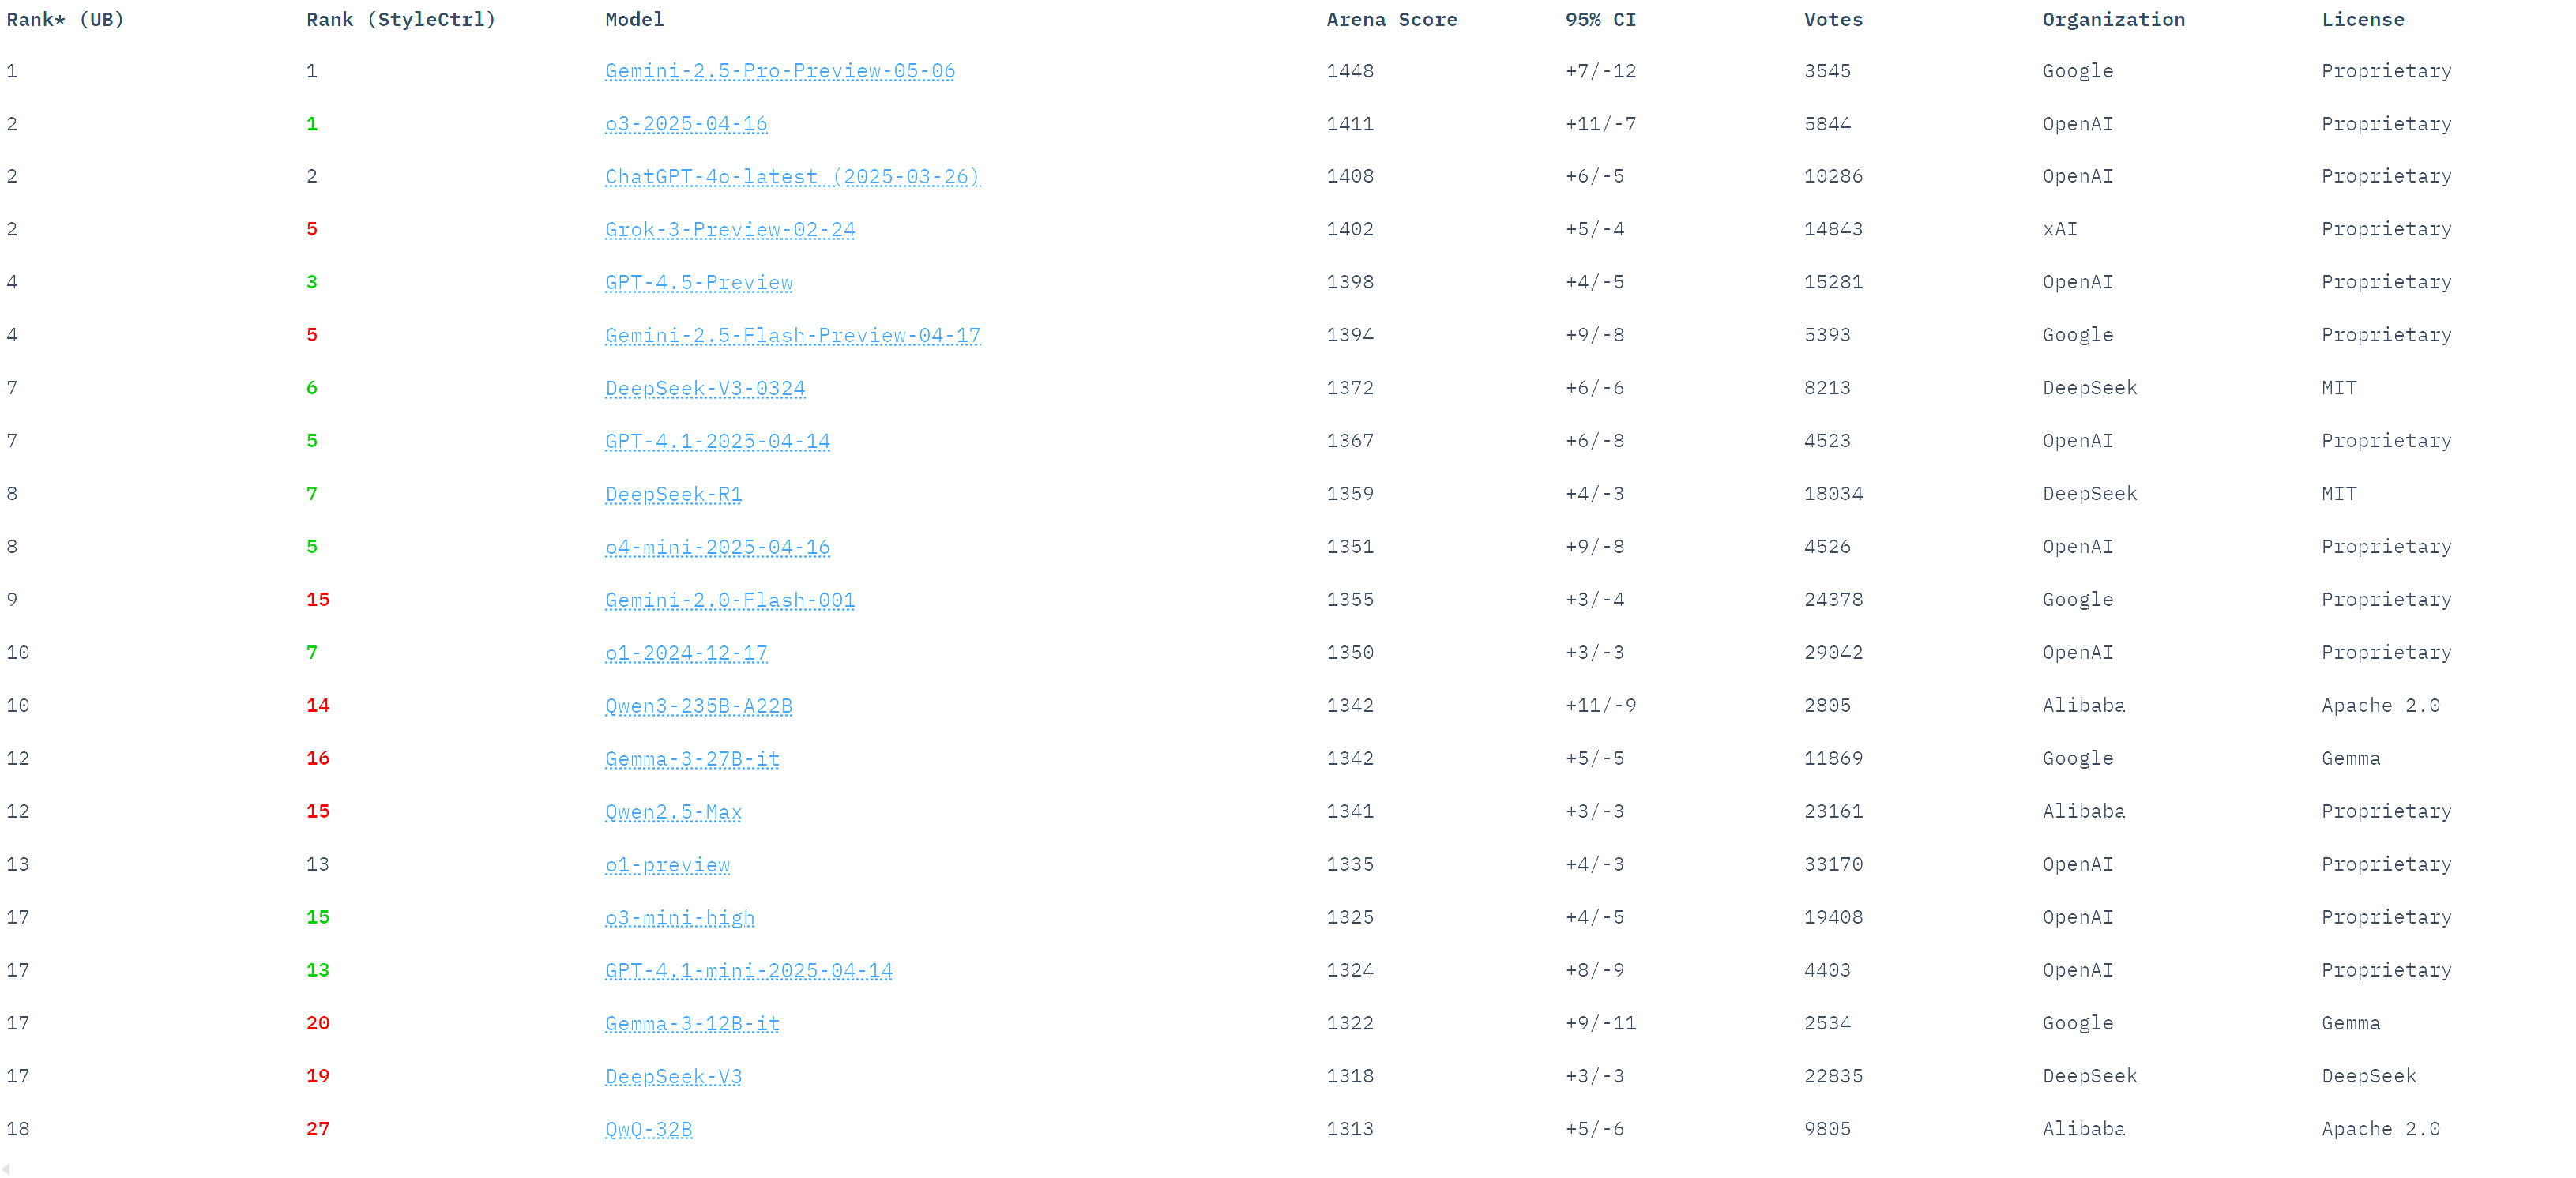 Rank* (UB) Rank (StyleCtrl) Model Arena Score 95% CI Votes Organization License
1 1 Gemini-2.5-Pro-Preview-05-06 1448 +7/-12 3545 Google Proprietary
2 1 o3-2025-04-16 1411 +11/-7 5844 OpenAI Proprietary
2 2 ChatGPT-4o-latest (2025-03-26) 1408 +6/-5 10286 OpenAI Proprietary
2 5 Grok-3-Preview-02-24 1402 +5/-4 14843 xAI Proprietary
4 3 GPT-4.5-Preview 1398 +4/-5 15281 OpenAI Proprietary
4 5 Gemini-2.5-Flash-Preview-04-17 1394 +9/-8 5393 Google Proprietary
7 6 DeepSeek-V3-0324 1372 +6/-6 8213 DeepSeek MIT
7 5 GPT-4.1-2025-04-14 1367 +6/-8 4523 OpenAI Proprietary
8 7 DeepSeek-R1 1359 +4/-3 18034 DeepSeek MIT
8 5 o4-mini-2025-04-16 1351 +9/-8 4526 OpenAI Proprietary
9 15 Gemini-2.0-Flash-001 1355 +3/-4 24378 Google Proprietary
10 7 o1-2024-12-17 1350 +3/-3 29042 OpenAI Proprietary
10 14 Qwen3-235B-A22B 1342 +11/-9 2805 Alibaba Apache 2.0
12 16 Gemma-3-27B-it 1342 +5/-5 11869 Google Gemma
12 15 Qwen2.5-Max 1341 +3/-3 23161 Alibaba Proprietary
13 13 o1-preview 1335 +4/-3 33170 OpenAI Proprietary
17 15 o3-mini-high 1325 +4/-5 19408 OpenAI Proprietary
17 13 GPT-4.1-mini-2025-04-14 1324 +8/-9 4403 OpenAI Proprietary
17 20 Gemma-3-12B-it 1322 +9/-11 2534 Google Gemma
17 19 DeepSeek-V3 1318 +3/-3 22835 DeepSeek DeepSeek
18 27 QwQ-32B 1313 +5/-6 9805 Alibaba Apache 2.0